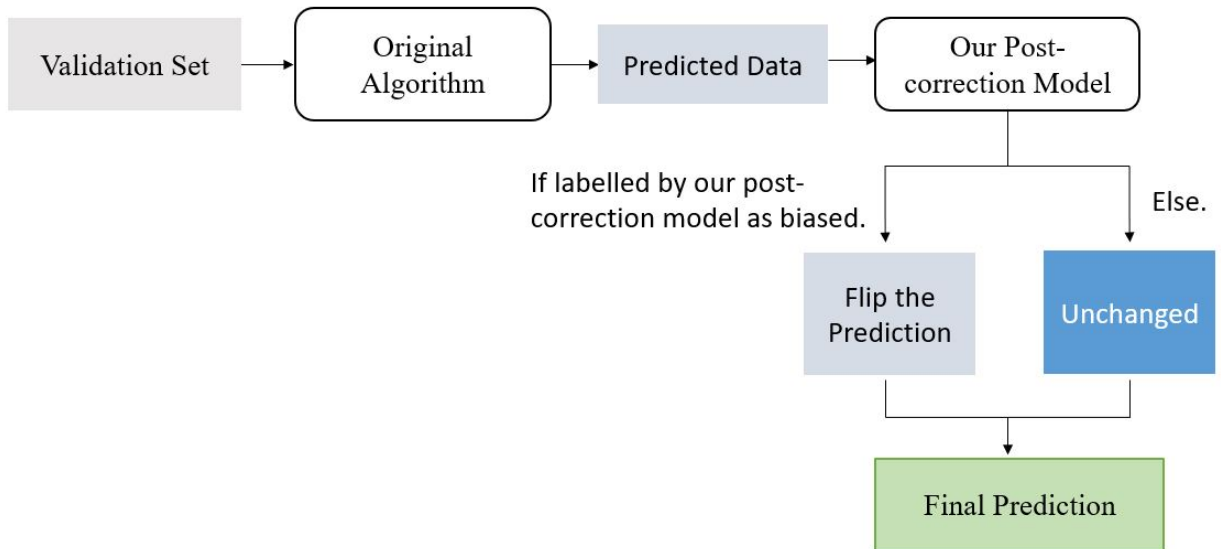 Validation Set
Original
Algorithm
Predicted Data
Our Post-
correction Model
If labelled by our post-
correction model as biased.
Else.
Flip the
Prediction
Unchanged
Final Prediction